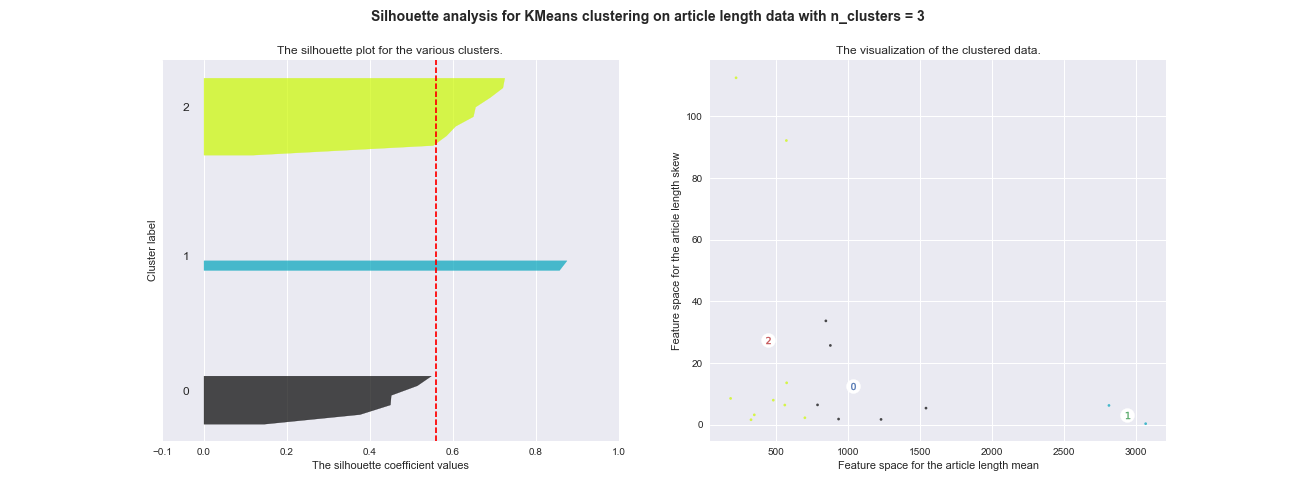 Silhouette analysis for KMeans clustering on article length data with n_clusters = 3
The silhouette plot for the various clusters.
Cluster label
2
1
0
−0.1 0.0 0.2 0.4 0.6 0.8 1.0
The silhouette coefficient values
The visualization of the clustered data.
Feature space for the article length skew
100
80
60
40
20
0
2
0
1
500 1000 1500 2000 2500 3000
Feature space for the article length mean